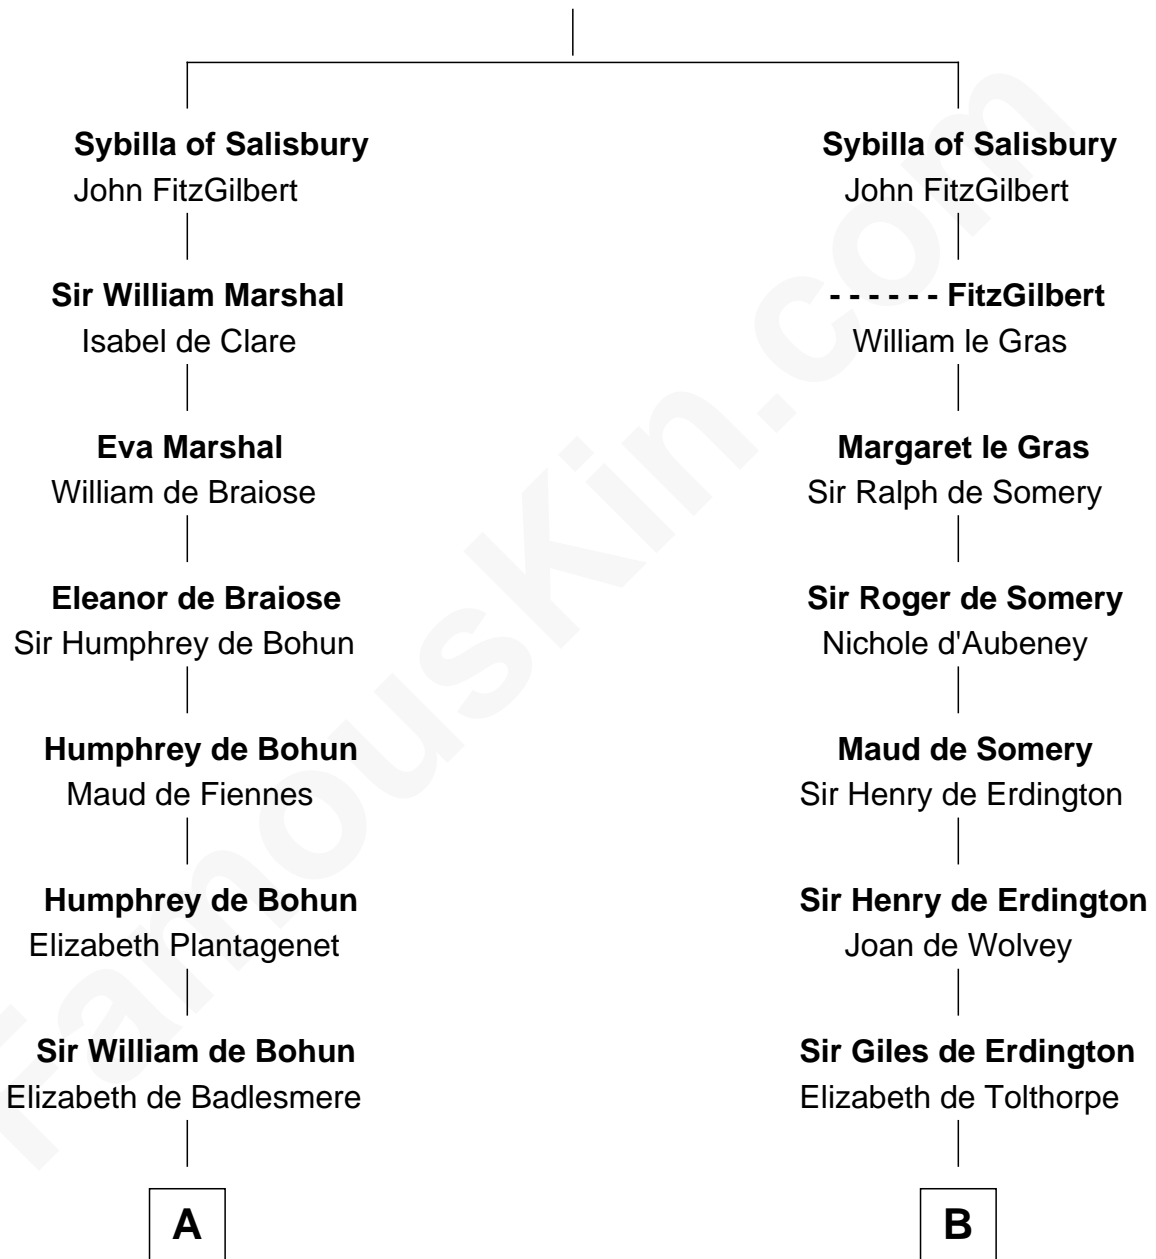 Sybilla of Salisbury
John FitzGilbert
Sir William Marshal
Isabel de Clare
Eva Marshal
William de Braiose
Eleanor de Braiose
Sir Humphrey de Bohun
Humphrey de Bohun
Maud de Fiennes
Humphrey de Bohun
Elizabeth Plantagenet
Sir William de Bohun
Elizabeth de Badlesmere
A
Sybilla of Salisbury
John FitzGilbert
- - - - - - FitzGilbert
William le Gras
Margaret le Gras
Sir Ralph de Somery
Sir Roger de Somery
Nichole d'Aubeney
Maud de Somery
Sir Henry de Erdington
Sir Henry de Erdington
Joan de Wolvey
Sir Giles de Erdington
Elizabeth de Tolthorpe
B
FamousKin.com